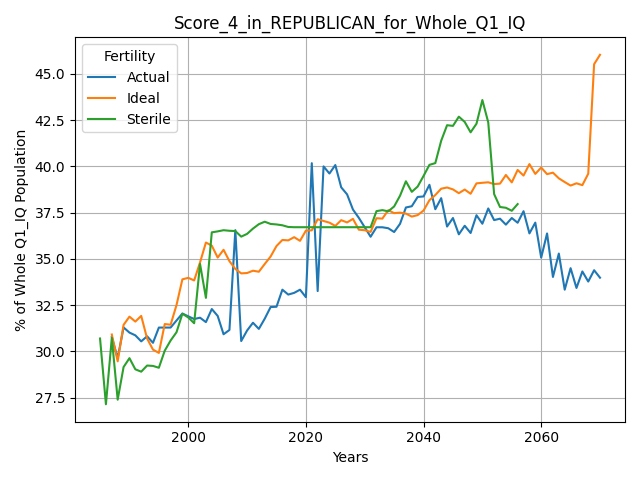 Score_4_in_REPUBLICAN_for_Whole_Q1_IQ
Fertility
Actual
Ideal
Sterile
% of Whole Q1_IQ Population
45.0
42.5
40.0
37.5
35.0
32.5
30.0
27.5
2000
2020
2040
2060
Years